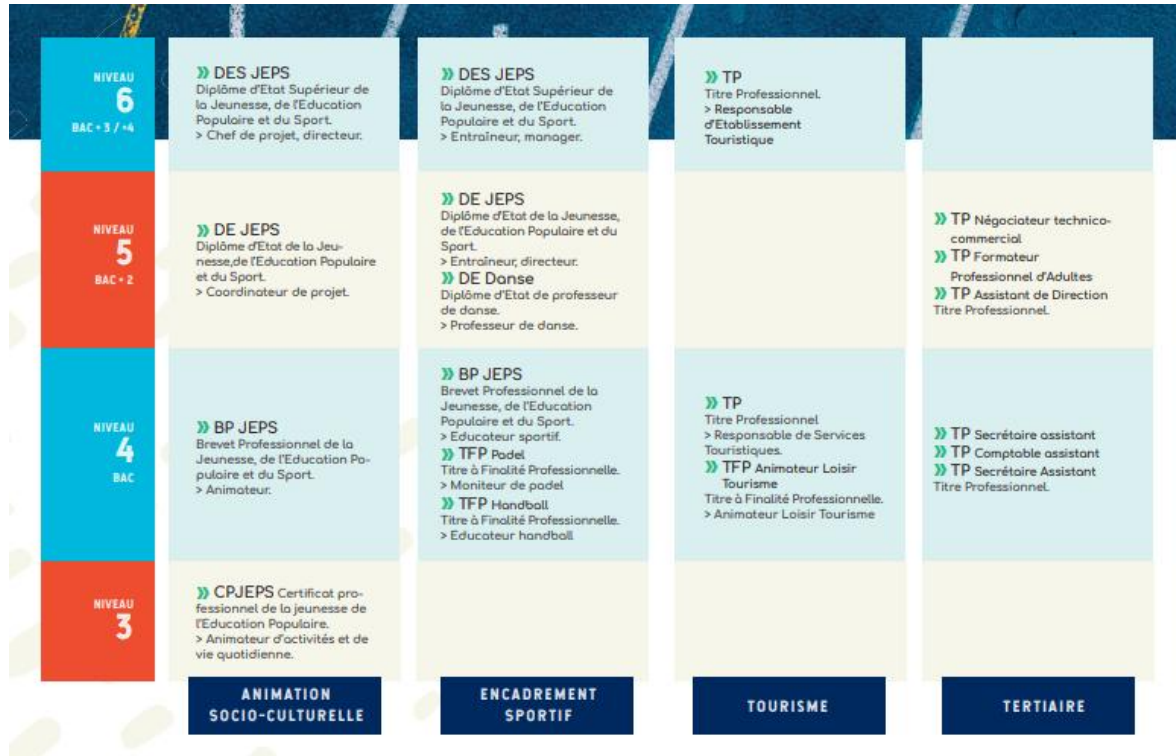 NIVEAU
6
BAC + 3 / +4
» DES JEPS
Diplôme d'Etat Supérieur de
la Jeunesse, de l'Education
Populaire et du Sport.
> Chef de projet, directeur.
» DES JEPS
Diplôme d'Etat Supérieur de
la Jeunesse, de l'Education
Populaire et du Sport.
> Entraîneur, manager.
» TP
Titre Professionnel.
> Responsable
d'Etablissement
Touristique
NIVEAU
5
BAC + 2
» DE JEPS
Diplôme d'Etat de la Jeu-
nesse,de l'Education Populaire
et du Sport.
> Coordinateur de projet.
» DE JEPS
Diplôme d'Etat de la Jeunesse,
de l'Education Populaire et du
Sport.
> Entraîneur, directeur.
» DE Danse
Diplôme d'Etat de professeur
de danse.
> Professeur de danse.
» TP Négociateur technico-
commercial
» TP Formateur
Professionnel d'Adultes
» TP Assistant de Direction
Titre Professionnel.
NIVEAU
4
BAC
» BP JEPS
Brevet Professionnel de la
Jeunesse, de l'Education Po-
pulaire et du Sport.
> Animateur.
» BP JEPS
Brevet Professionnel de la
Jeunesse, de l'Education
Populaire et du Sport.
> Educateur sportif.
» TFP Padel
Titre à Finalité Professionnelle.
> Moniteur de padel
» TFP Handball
Titre à Finalité Professionnelle.
> Educateur handball
» TP
Titre Professionnel
> Responsable de Services
Touristiques.
» TFP Animateur Loisir
Tourisme
Titre à Finalité Professionnelle.
> Animateur Loisir Tourisme
» TP Secrétaire assistant
» TP Comptable assistant
» TP Secrétaire Assistant
Titre Professionnel.
NIVEAU
3
» CPJEPS Certificat pro-
fessionnel de la jeunesse de
l'Education Populaire.
> Animateur d'activités et de
vie quotidienne.
ANIMATION
SOCIO-CULTURELLE
ENCADREMENT
SPORTIF
TOURISME
TERTIAIRE